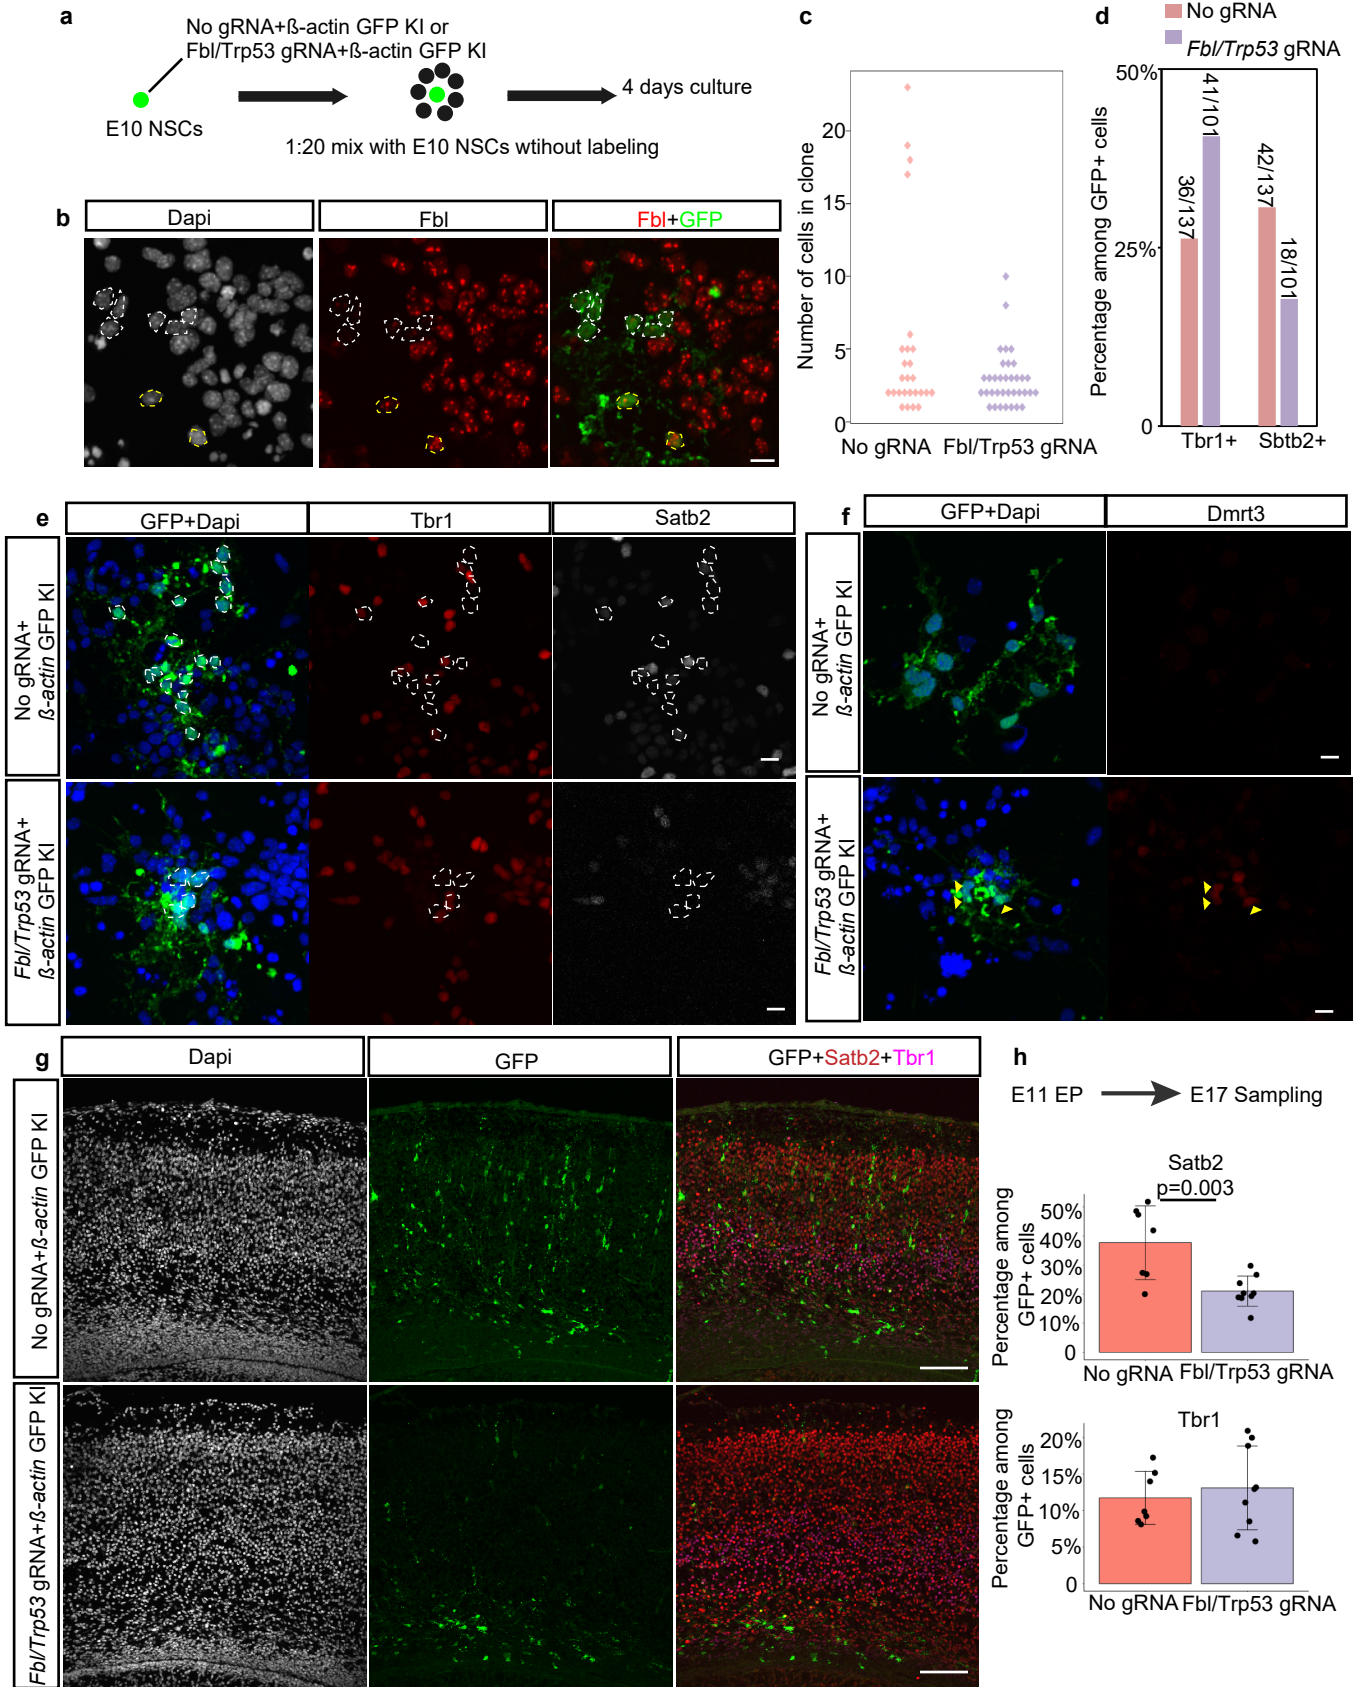 a
No gRNA+ß-actin GFP KI or
Fbl/Trp53 gRNA+ß-actin GFP KI
E10 NSCs
1:20 mix with E10 NSCs wtihout labeling
4 days culture
b
Dapi
Fbl
Fbl+GFP
c
Number of cells in clone
20
15
10
5
0
No gRNA
Fbl/Trp53 gRNA
d
No gRNA
Fbl/Trp53 gRNA
Percentage among GFP+ cells
50%
25%
0
36/137
41/101
42/137
18/101
Tbr1+
Sbtb2+
e
GFP+Dapi
Tbr1
Satb2
No gRNA+
ß-actin GFP KI
Fbl/Trp53 gRNA+
ß-actin GFP KI
f
GFP+Dapi
Dmrt3
No gRNA+
ß-actin GFP KI
Fbl/Trp53 gRNA+
ß-actin GFP KI
g
Dapi
GFP
GFP+Satb2+Tbr1
No gRNA+ß-actin GFP KI
Fbl/Trp53 gRNA+ß-actin GFP KI
h
E11 EP
E17 Sampling
Satb2
p=0.003
Percentage among
GFP+ cells
50%
40%
30%
20%
10%
0
No gRNA
Fbl/Trp53 gRNA
Tbr1
Percentage among
GFP+ cells
20%
15%
10%
5%
0
No gRNA
Fbl/Trp53 gRNA